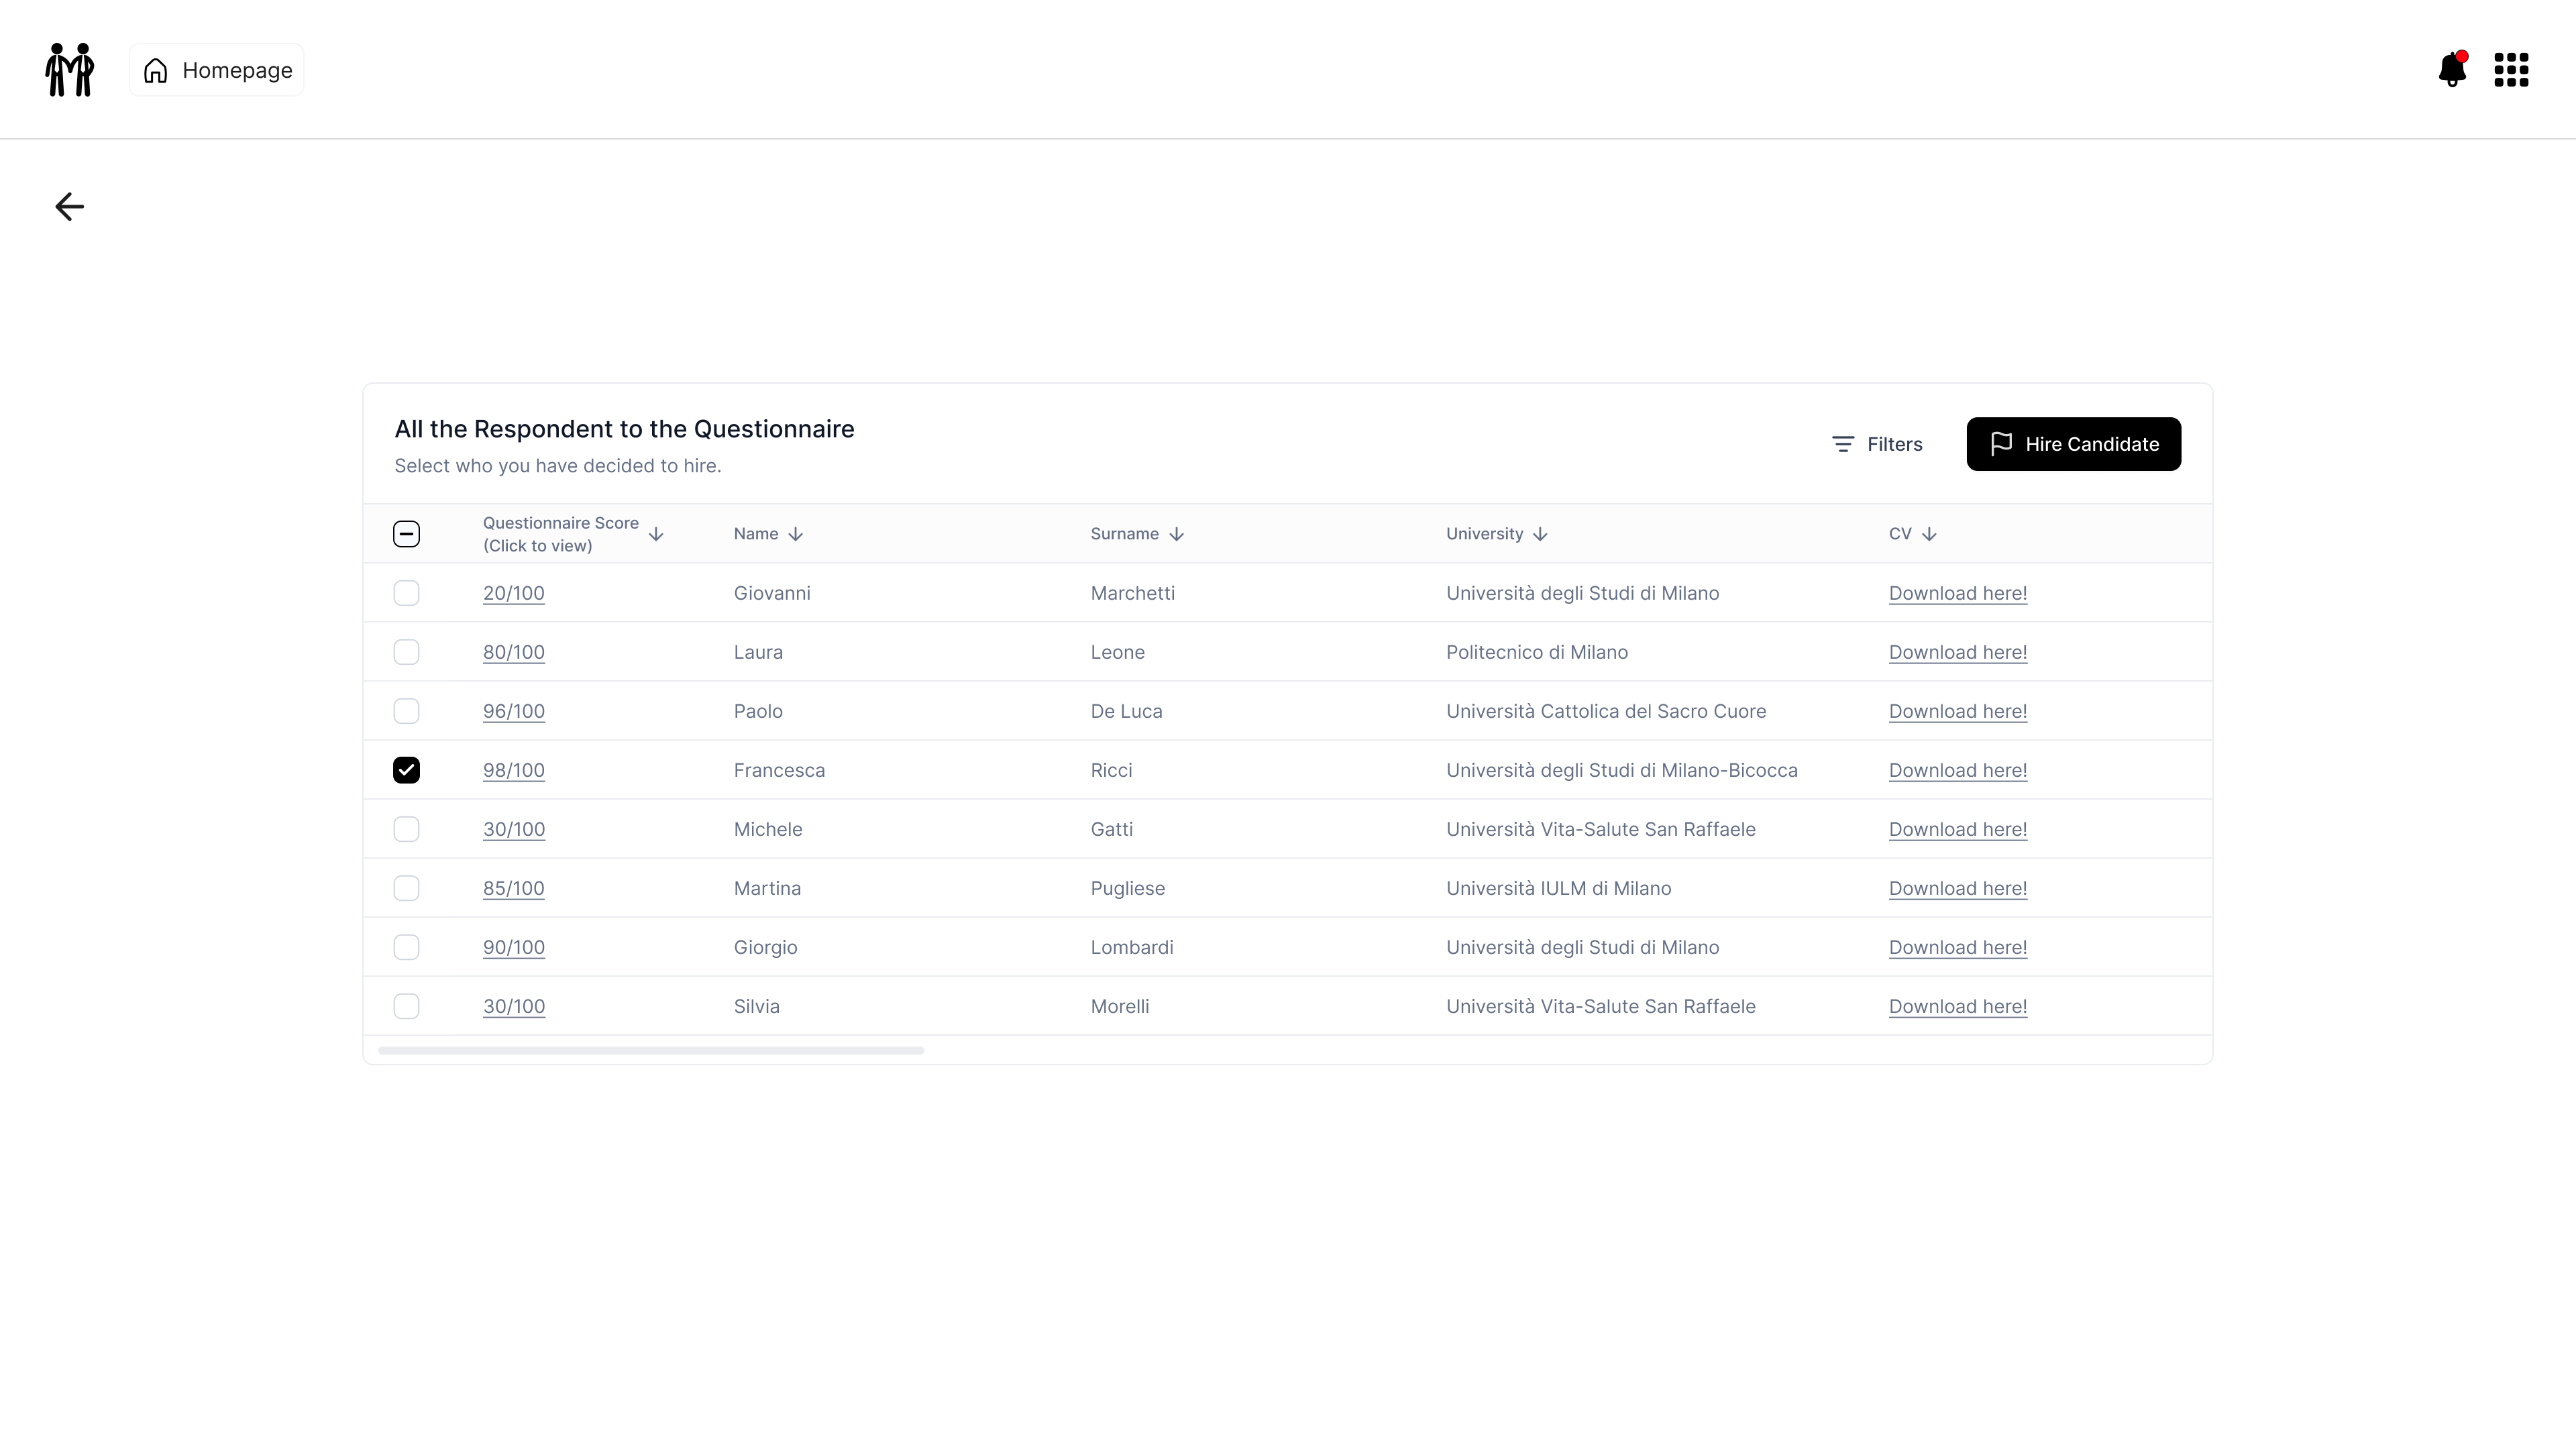 Homepage
All the Respondent to the Questionnaire
Select who you have decided to hire.
Filters
Hire Candidate
Questionnaire Score
(Click to view)
Name
Surname
University
CV
20/100 Giovanni Marchetti Università degli Studi di Milano Download here!
80/100 Laura Leone Politecnico di Milano Download here!
96/100 Paolo De Luca Università Cattolica del Sacro Cuore Download here!
98/100 Francesca Ricci Università degli Studi di Milano-Bicocca Download here!
30/100 Michele Gatti Università Vita-Salute San Raffaele Download here!
85/100 Martina Pugliese Università IULM di Milano Download here!
90/100 Giorgio Lombardi Università degli Studi di Milano Download here!
30/100 Silvia Morelli Università Vita-Salute San Raffaele Download here!